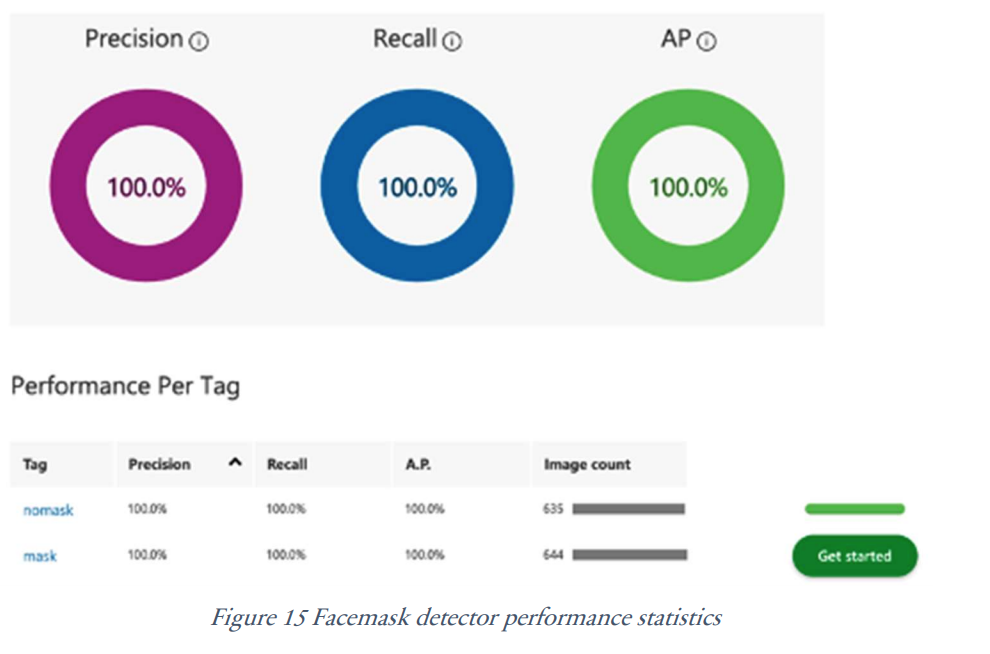 Precision Recall AP
100.0% 100.0% 100.0%
Performance Per Tag
Tag Precision Recall A.P. Image count
nomask 100.0% 100.0% 100.0% 635
mask 100.0% 100.0% 100.0% 644
Get started
Figure 15 Facemask detector performance statistics